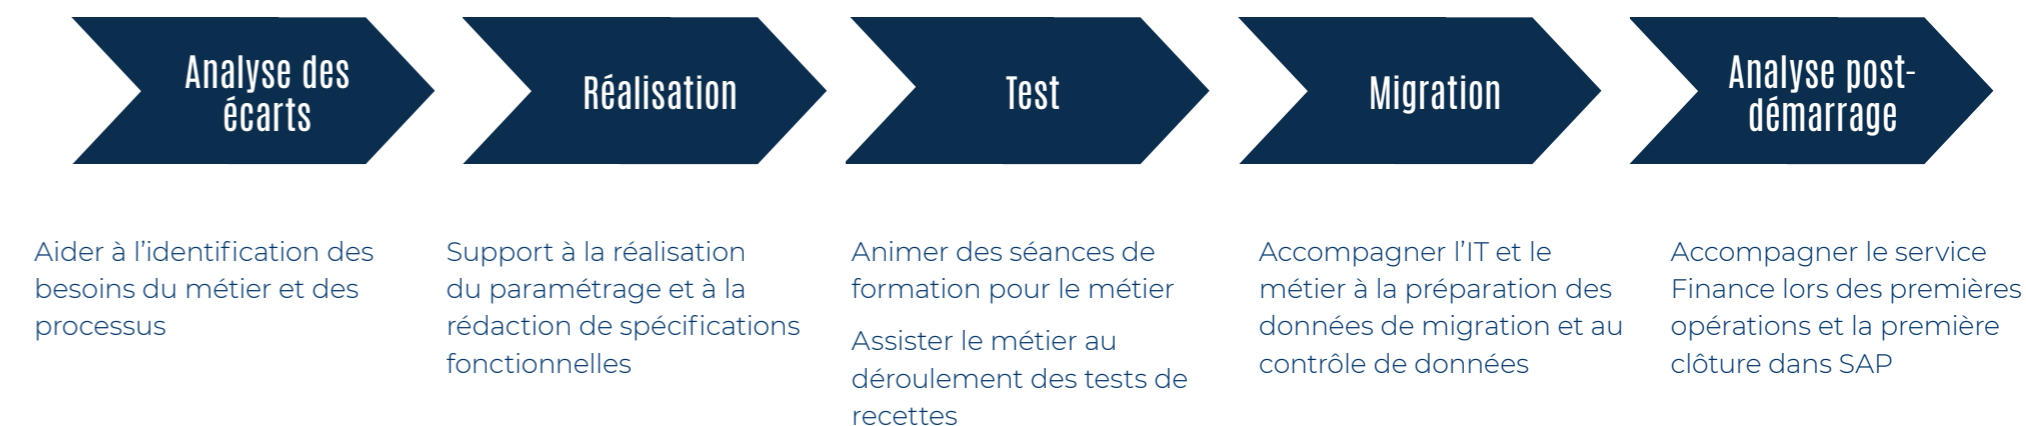 Analyse des
écarts
Réalisation
Test
Migration
Analyse post-
démarrage
Aider à l’identification des
besoins du métier et des
processus
Support à la réalisation
du paramétrage et à la
rédaction de spécifications
fonctionnelles
Animer des séances de
formation pour le métier
Assister le métier au
déroulement des tests de
recettes
Accompagner l’IT et le
métier à la préparation des
données de migration et au
contrôle de données
Accompagner le service
Finance lors des premières
opérations et la première
clôture dans SAP